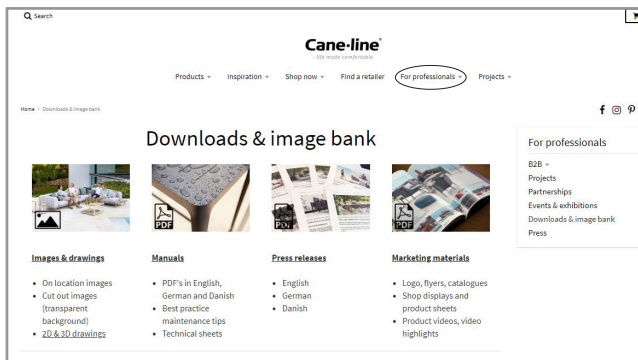 Search
Cane-line®
- life made comfortable
Products
Inspiration
Shop now
Find a retailer
For professionals
Projects
Home › Downloads & image bank
Downloads & image bank
PDF
PDF
PDF
Images & drawings
On location images
Cut out images
(transparent
background)
2D & 3D drawings
Manuals
PDF's in English,
German and Danish
Best practice
maintenance tips
Technical sheets
Press releases
English
German
Danish
Marketing materials
Logo, flyers, catalogues
Shop displays and
product sheets
Product videos, video
highlights
For professionals
B2B
Projects
Partnerships
Events & exhibitions
Downloads & image bank
Press